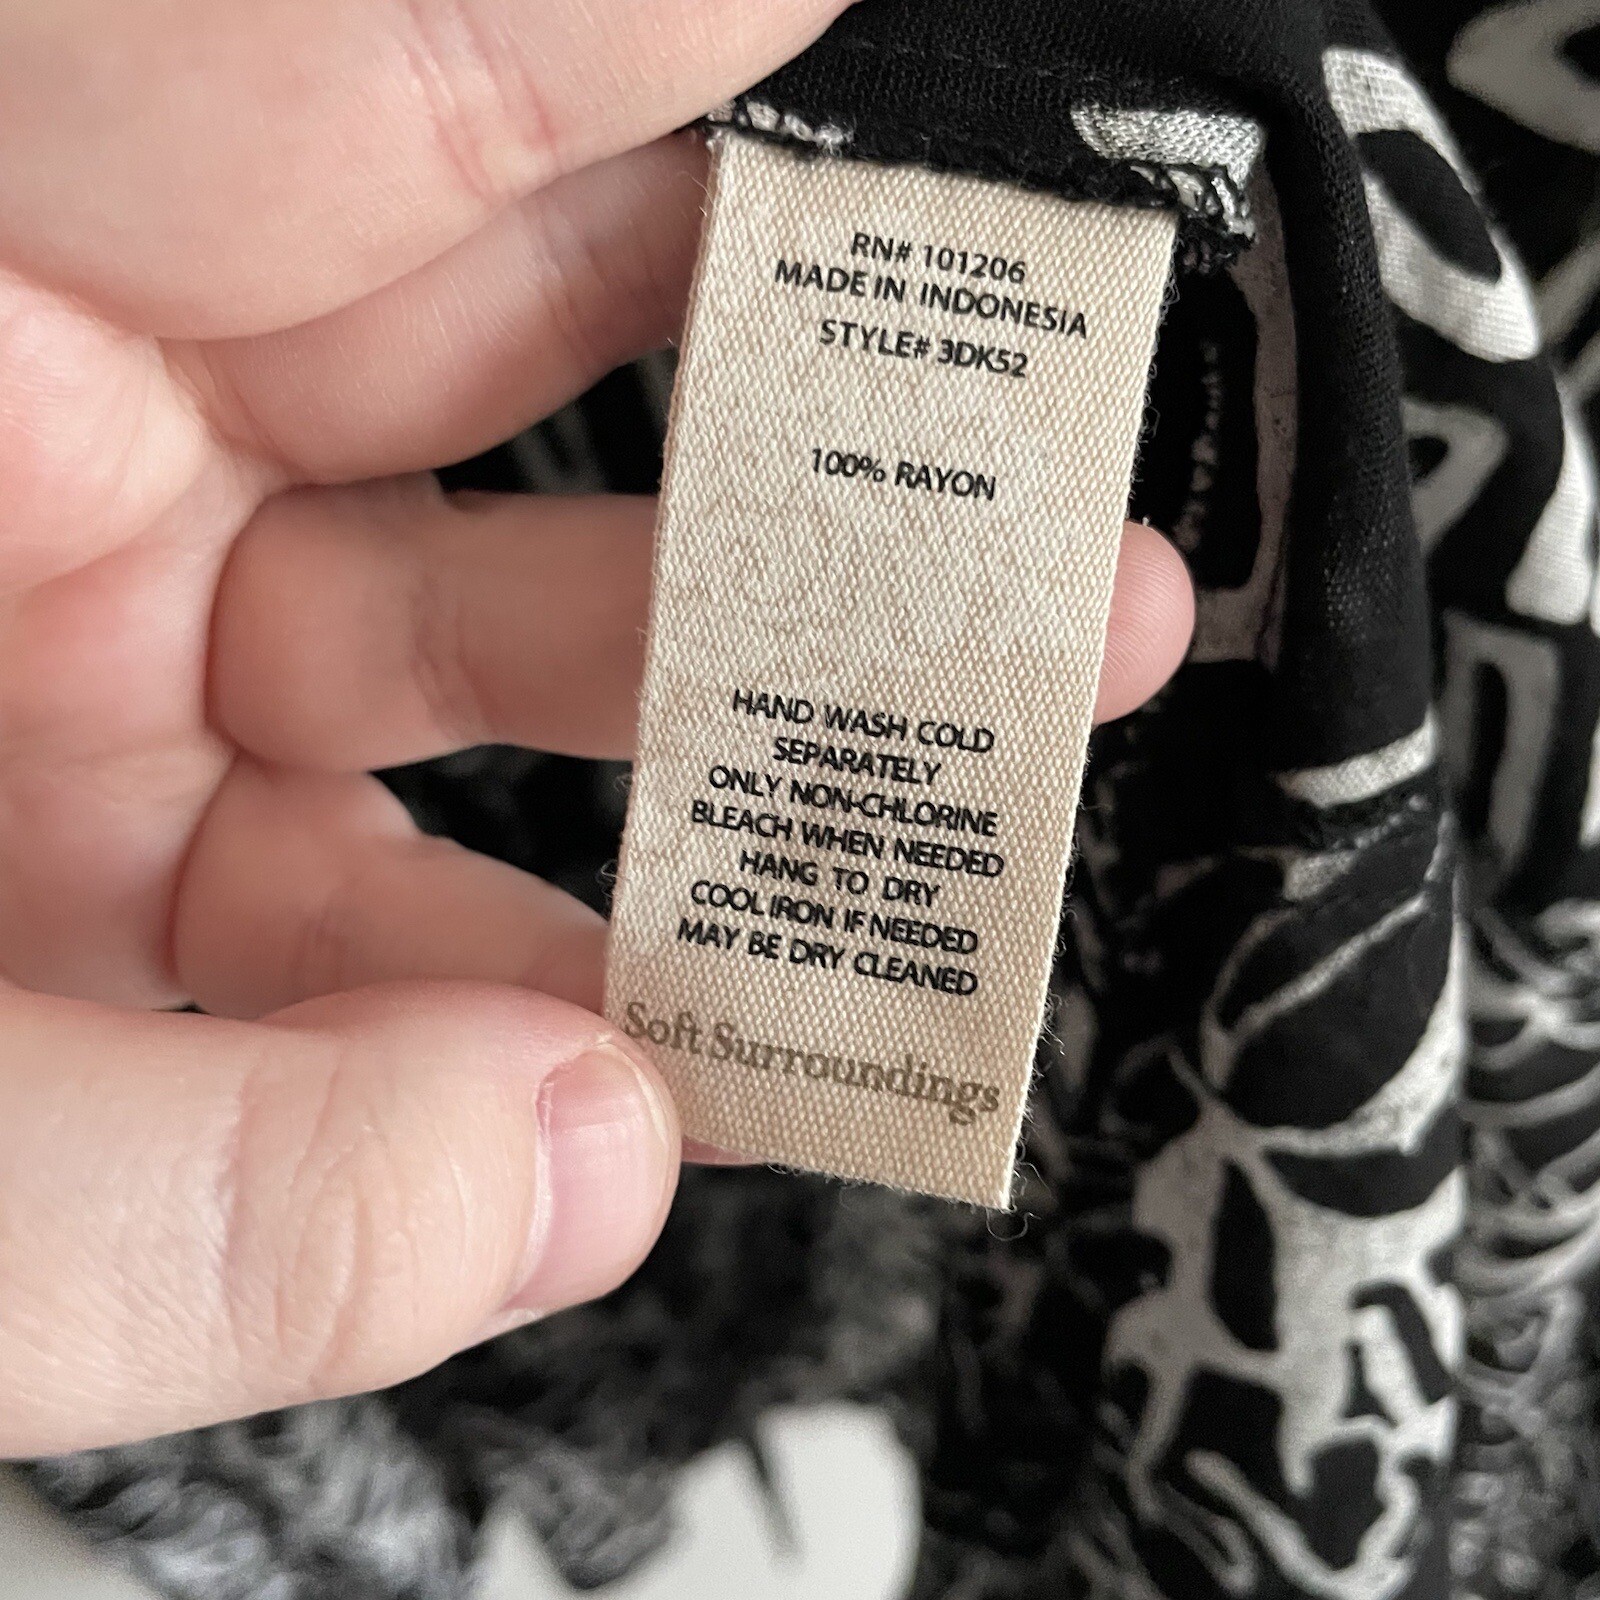 RN# 101206
MADE IN INDONESIA
STYLE# 3DK52
100% RAYON
HAND WASH COLD
SEPARATELY
ONLY NON-CHLORINE
BLEACH WHEN NEEDED
HANG TO DRY
COOL IRON IF NEEDED
MAY BE DRY CLEANED
Soft Surroundings